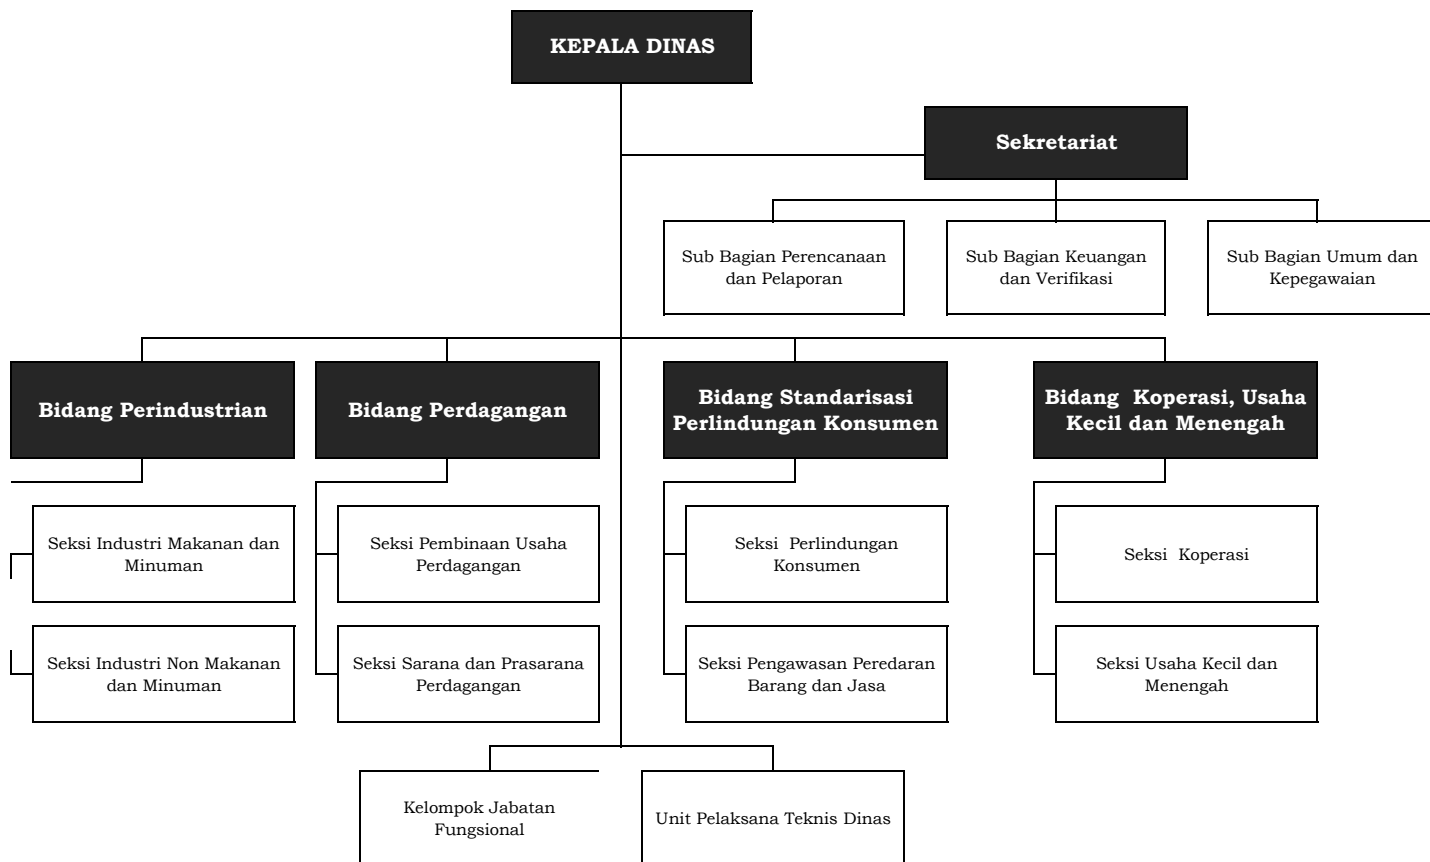 KEPALA DINAS
Sekretariat
Sub Bagian Perencanaan
dan Pelaporan
Sub Bagian Keuangan
dan Verifikasi
Sub Bagian Umum dan
Kepegawaian
Bidang Perindustrian
Bidang Perdagangan
Bidang Standarisasi
Perlindungan Konsumen
Bidang  Koperasi, Usaha
Kecil dan Menengah
Seksi Industri Makanan dan
Minuman
Seksi Pembinaan Usaha
Perdagangan
Seksi  Perlindungan
Konsumen
Seksi  Koperasi
Seksi Industri Non Makanan
dan Minuman
Seksi Sarana dan Prasarana
Perdagangan
Seksi Pengawasan Peredaran
Barang dan Jasa
Seksi Usaha Kecil dan
Menengah
Kelompok Jabatan
Fungsional
Unit Pelaksana Teknis Dinas